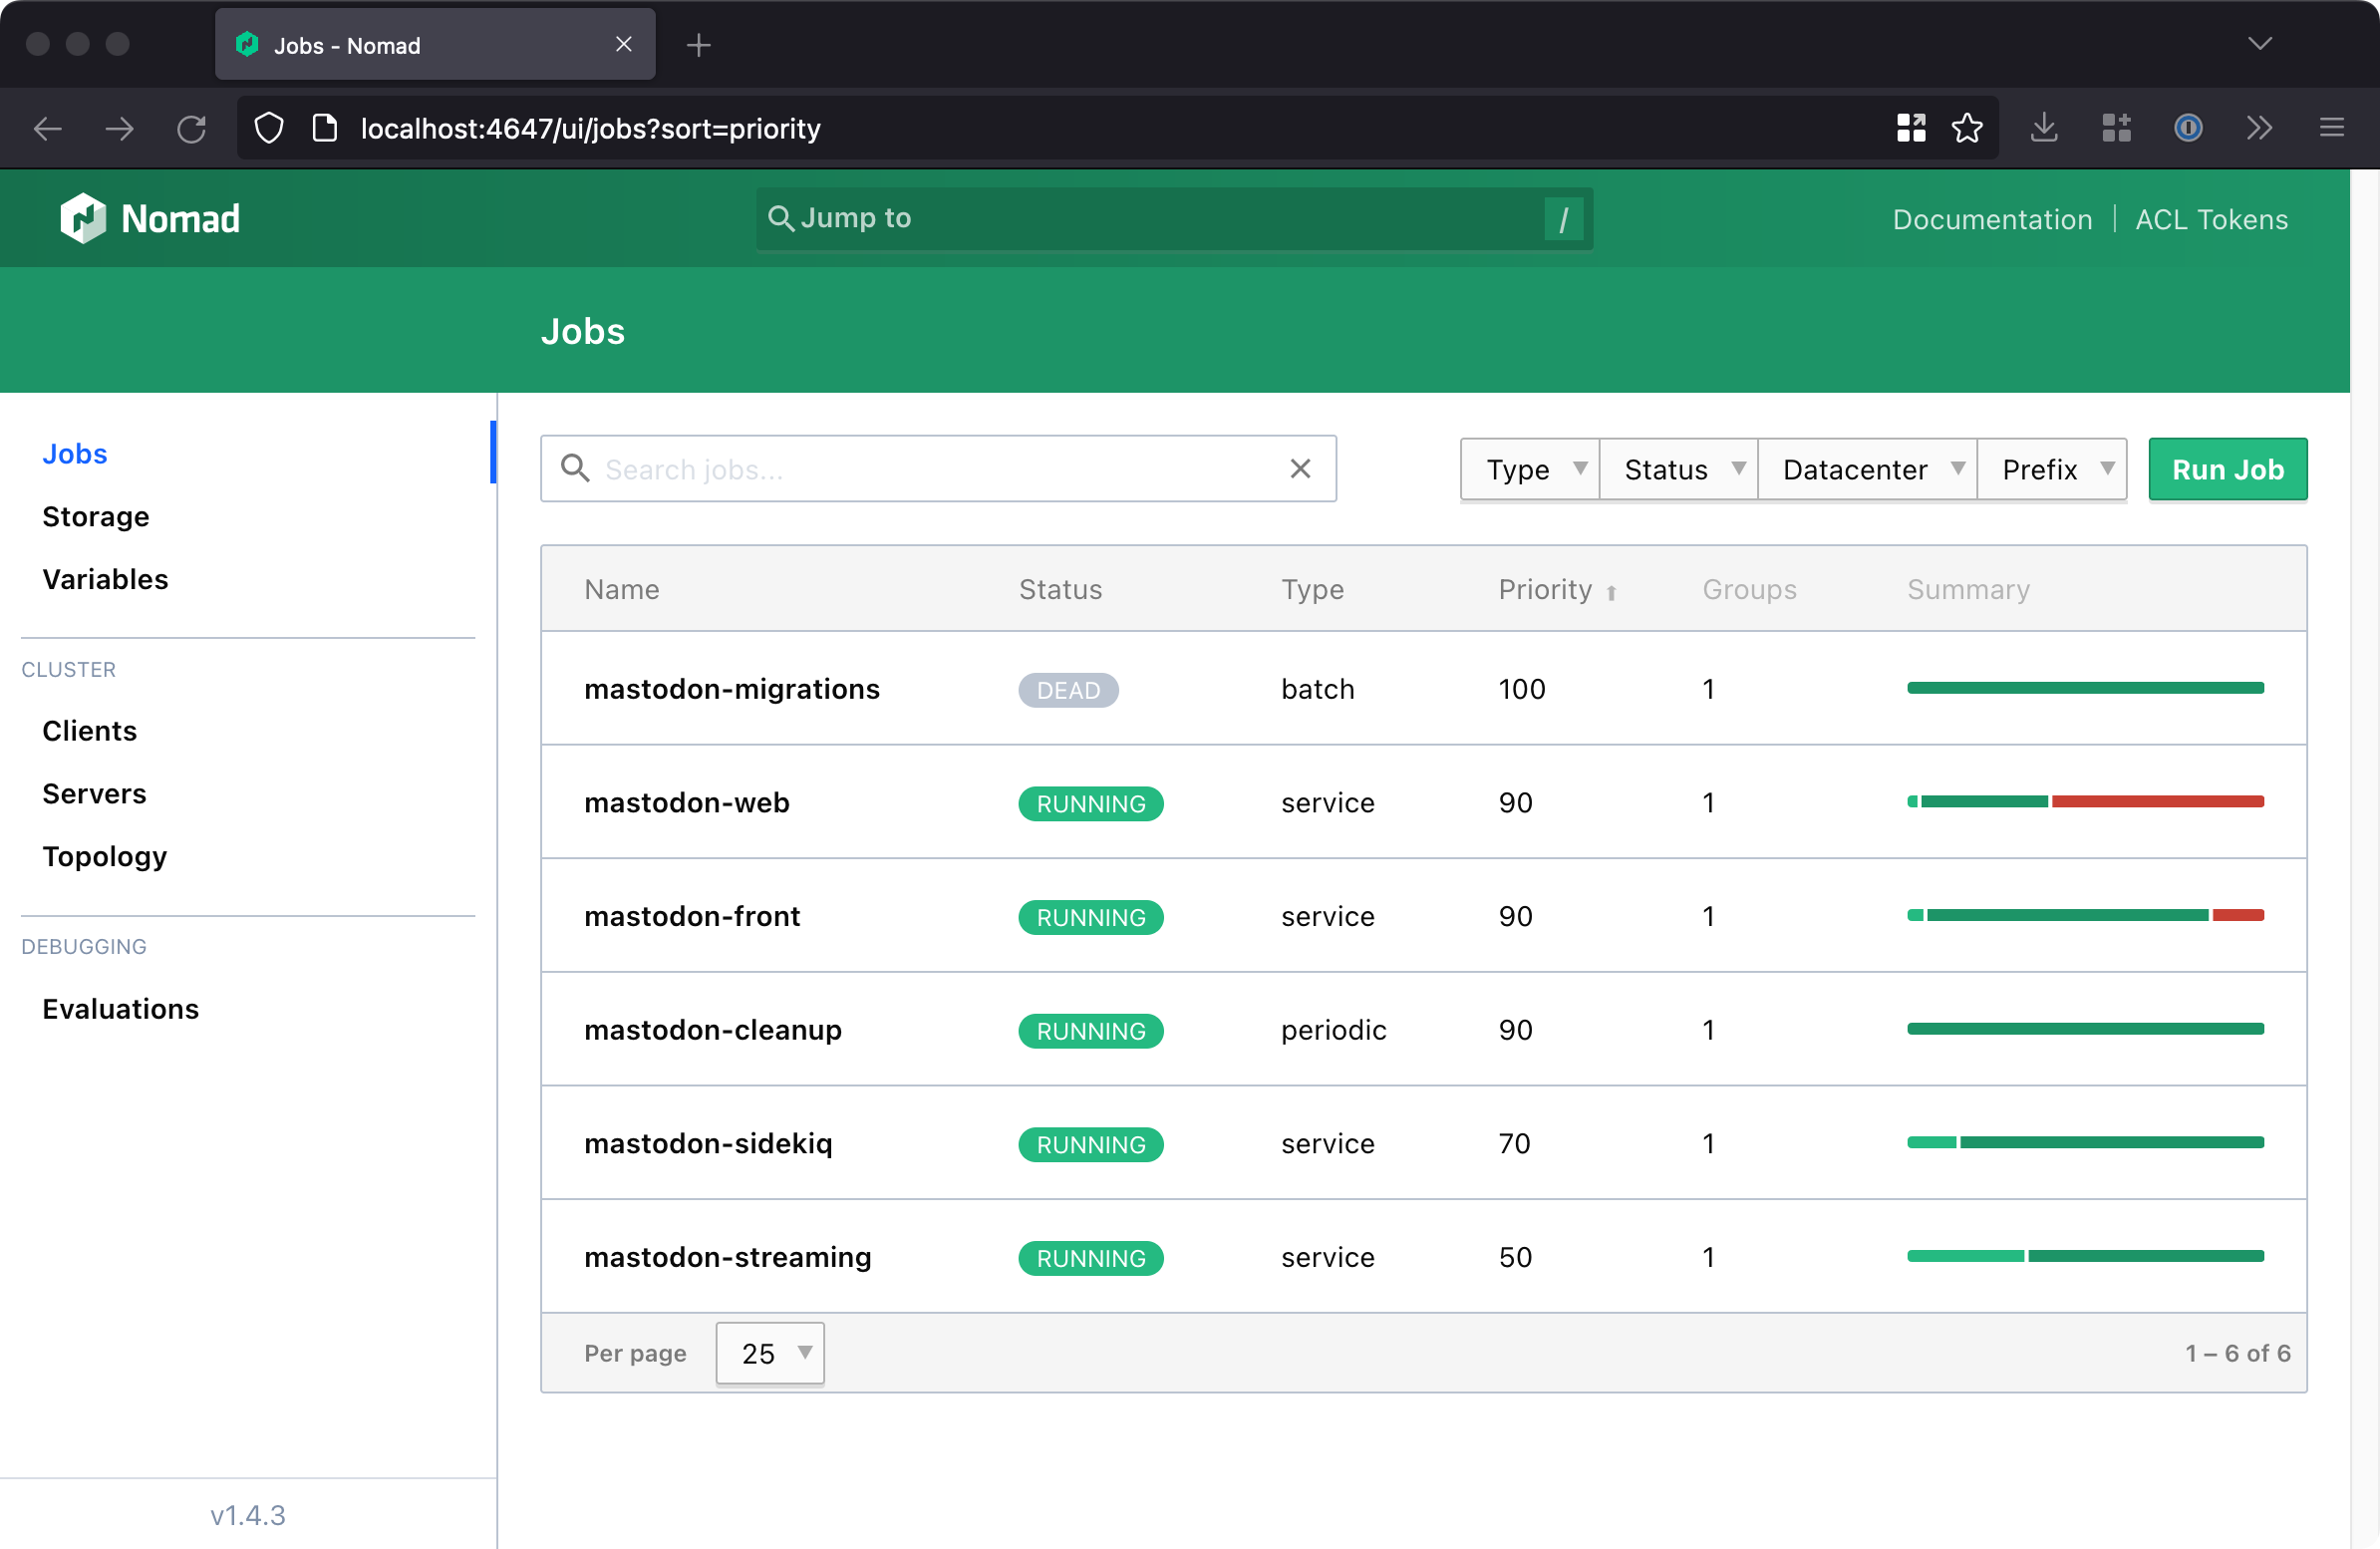 Jobs - Nomad
localhost:4647/ui/jobs?sort=priority
Nomad
Jump to /
Documentation ACL Tokens
Jobs
Jobs
Storage
Variables
CLUSTER
Clients
Servers
Topology
DEBUGGING
Evaluations
v1.4.3
Search jobs...
Type Status Datacenter Prefix Run Job
Name Status Type Priority Groups Summary
mastodon-migrations DEAD batch 100 1
mastodon-web RUNNING service 90 1
mastodon-front RUNNING service 90 1
mastodon-cleanup RUNNING periodic 90 1
mastodon-sidekiq RUNNING service 70 1
mastodon-streaming RUNNING service 50 1
Per page 25 1 – 6 of 6